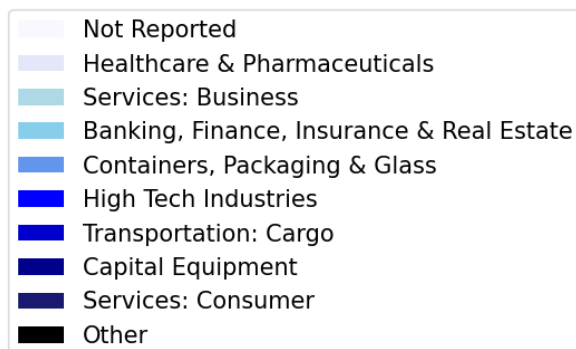 Not Reported
Healthcare & Pharmaceuticals
Services: Business
Banking, Finance, Insurance & Real Estate
Containers, Packaging & Glass
High Tech Industries
Transportation: Cargo
Capital Equipment
Services: Consumer
Other